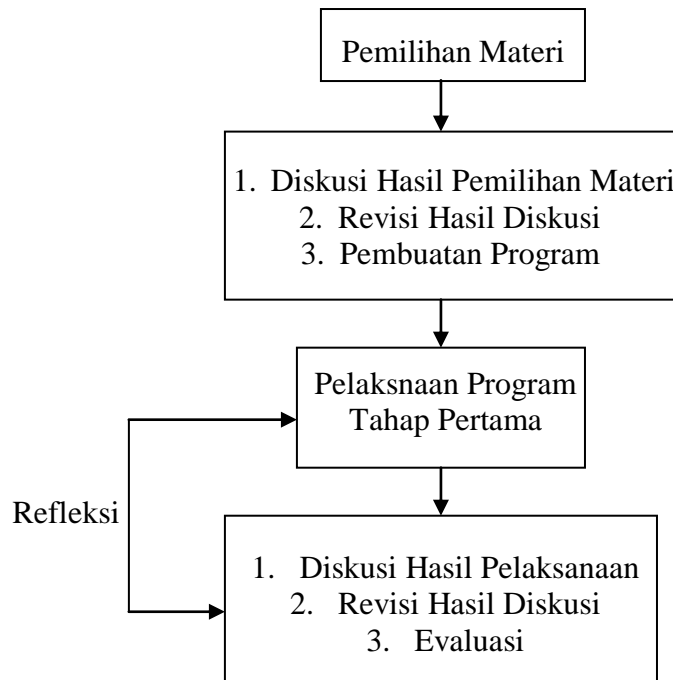 Pemilihan Materi
1. Diskusi Hasil Pemilihan Materi
2. Revisi Hasil Diskusi
3. Pembuatan Program
Pelaksnaan Program
Tahap Pertama
Refleksi
1. Diskusi Hasil Pelaksanaan
2. Revisi Hasil Diskusi
3. Evaluasi